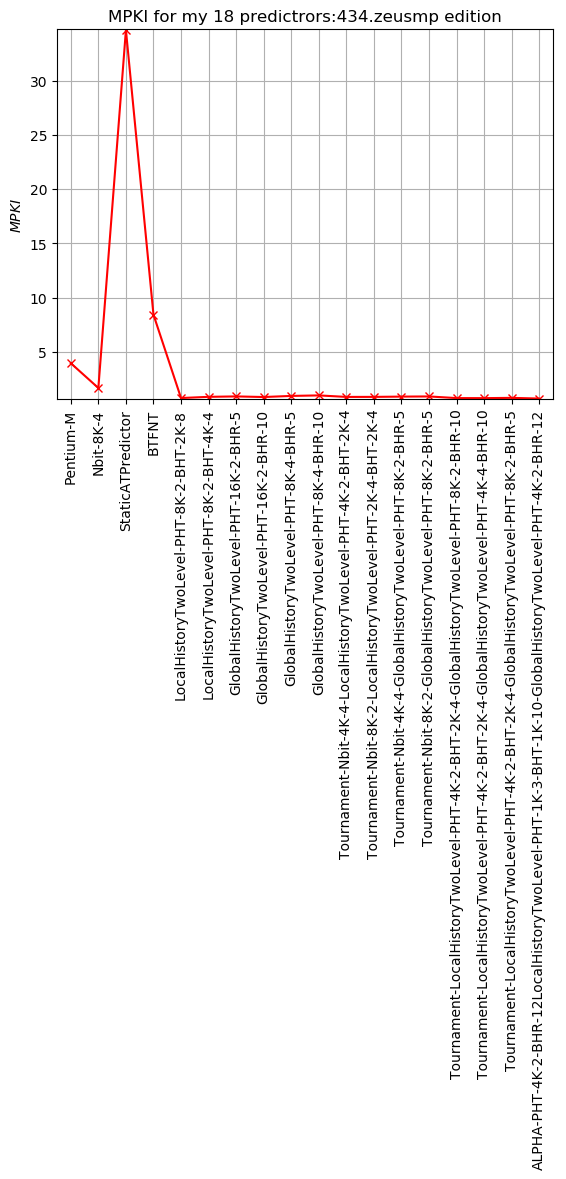 MPKI for my 18 predictrors:434.zeusmp edition
MPKI
30
25
20
15
10
5
Pentium-M
Nbit-8K-4
StaticATPredictor
BTFNT
LocalHistoryTwoLevel-PHT-8K-2-BHT-2K-8
LocalHistoryTwoLevel-PHT-8K-2-BHT-4K-4
GlobalHistoryTwoLevel-PHT-16K-2-BHR-5
GlobalHistoryTwoLevel-PHT-16K-2-BHR-10
GlobalHistoryTwoLevel-PHT-8K-4-BHR-5
GlobalHistoryTwoLevel-PHT-8K-4-BHR-10
Tournament-Nbit-4K-4-LocalHistoryTwoLevel-PHT-4K-2-BHT-2K-4
Tournament-Nbit-8K-2-LocalHistoryTwoLevel-PHT-2K-4-BHT-2K-4
Tournament-Nbit-4K-4-GlobalHistoryTwoLevel-PHT-8K-2-BHR-5
Tournament-Nbit-8K-2-GlobalHistoryTwoLevel-PHT-8K-2-BHR-5
Tournament-LocalHistoryTwoLevel-PHT-4K-2-BHT-2K-4-GlobalHistoryTwoLevel-PHT-8K-2-BHR-10
Tournament-LocalHistoryTwoLevel-PHT-4K-2-BHT-2K-4-GlobalHistoryTwoLevel-PHT-4K-4-BHR-10
Tournament-LocalHistoryTwoLevel-PHT-4K-2-BHT-2K-4-GlobalHistoryTwoLevel-PHT-8K-2-BHR-5
ALPHA-PHT-4K-2-BHR-12LocalHistoryTwoLevel-PHT-1K-3-BHT-1K-10-GlobalHistoryTwoLevel-PHT-4K-2-BHR-12